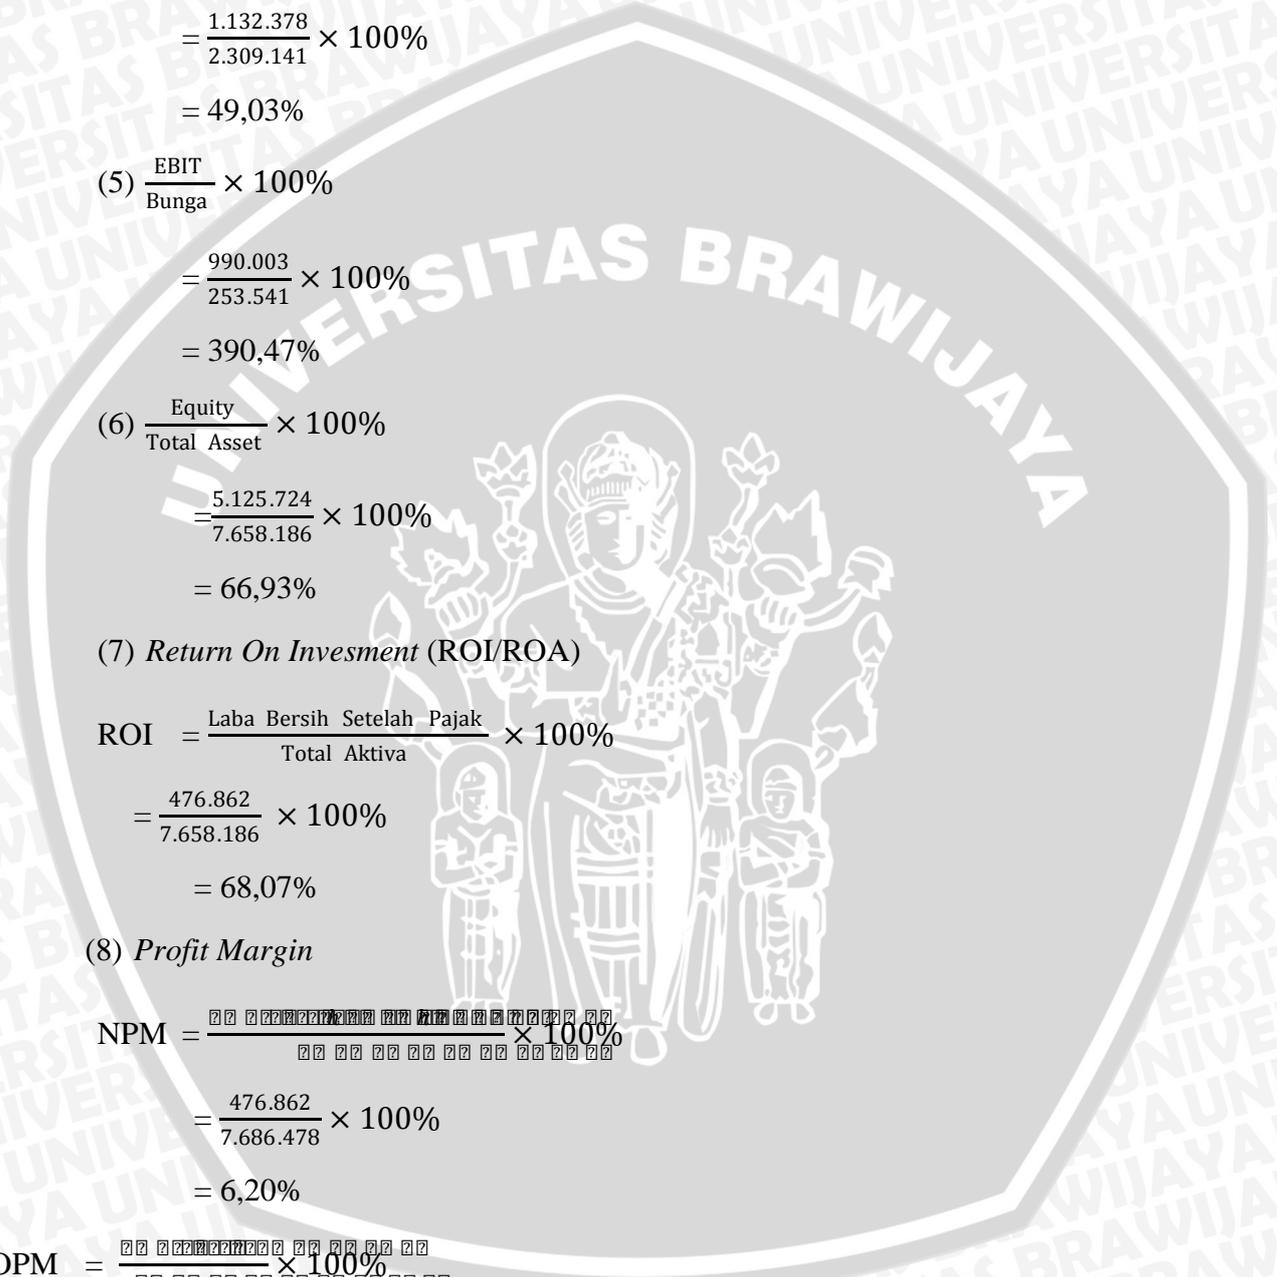 = 1.132.378 / 2.309.141 × 100%
= 49,03%
(5) EBIT / Bunga × 100%
= 990.003 / 253.541 × 100%
= 390,47%
(6) Equity / Total Asset × 100%
= 5.125.724 / 7.658.186 × 100%
= 66,93%
(7) Return On Invesment (ROI/ROA)
ROI = Laba Bersih Setelah Pajak / Total Aktiva × 100%
= 476.862 / 7.658.186 × 100%
= 68,07%
(8) Profit Margin
NPM = × 100%
= 476.862 / 7.686.478 × 100%
= 6,20%
OPM = × 100%
UNIVERSITAS BRAWIJAYA